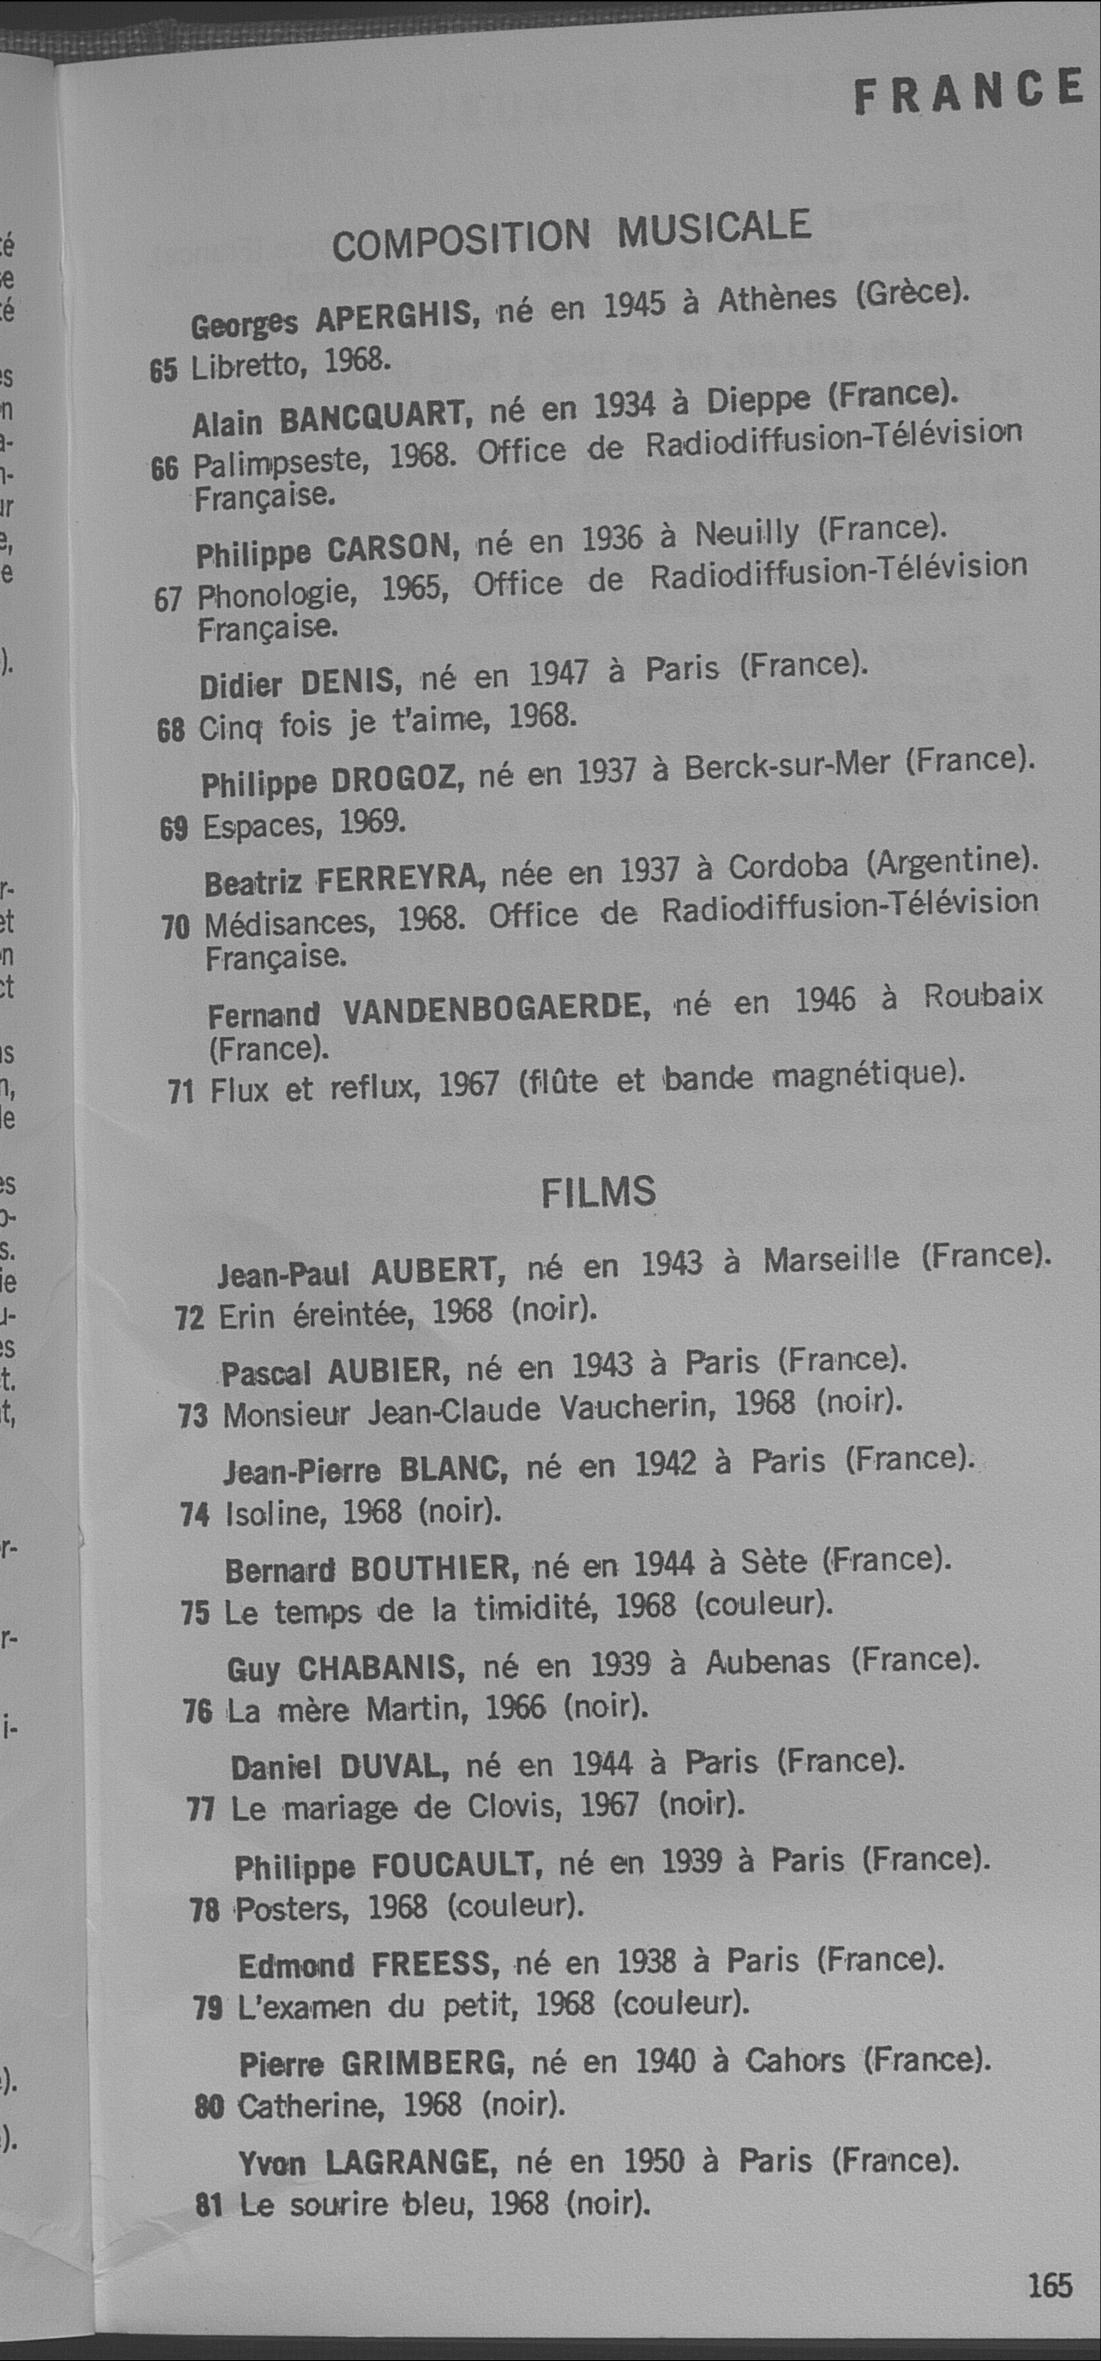 FRANCE
COMPOSITION MUSICALE
Georges APERGHIS, né en 1945 à Athènes (Grèce).
65 Libretto, 1968.
Alain BANCQUART, né en 1934 à Dieppe (France).
66 Palimpseste, 1968. Office de Radiodiffusion-Télévision
Française.
Philippe CARSON, né en 1936 à Neuilly (France).
67 Phonologie, 1965, Office de Radiodiffusion-Télévision
Française.
Didier DENIS, né en 1947 à Paris (France).
68 Cinq fois je t'aime, 1968.
Philippe DROGOZ, né en 1937 à Berck-sur-Mer (France).
69 Espaces, 1969.
Beatriz FERREYRA, née en 1937 à Cordoba (Argentine).
70 Médisances, 1968. Office de Radiodiffusion-Télévision
Française.
Fernand VANDENBOGAERDE, né en 1946 à Roubaix
(France).
71 Flux et reflux, 1967 (flûte et bande magnétique).
FILMS
Jean-Paul AUBERT, né en 1943 à Marseille (France).
72 Erin éreintée, 1968 (noir).
Pascal AUBIER, né en 1943 à Paris (France).
73 Monsieur Jean-Claude Vaucherin, 1968 (noir).
Jean-Pierre BLANC, né en 1942 à Paris (France).
74 Isoline, 1968 (noir).
Bernard BOUTHIER, né en 1944 à Sète (France).
75 Le temps de la timidité, 1968 (couleur).
Guy CHABANIS, né en 1939 à Aubenas (France).
76 La mère Martin, 1966 (noir).
Daniel DUVAL, né en 1944 à Paris (France).
77 Le mariage de Clovis, 1967 (noir).
Philippe FOUCAULT, né en 1939 à Paris (France).
78 Posters, 1968 (couleur).
Edmond FREESS, né en 1938 à Paris (France).
79 L'examen du petit, 1968 (couleur).
Pierre GRIMBERG, né en 1940 à Cahors (France).
80 Catherine, 1968 (noir).
Yvon LAGRANGE, né en 1950 à Paris (France).
81 Le sourire bleu, 1968 (noir).
165